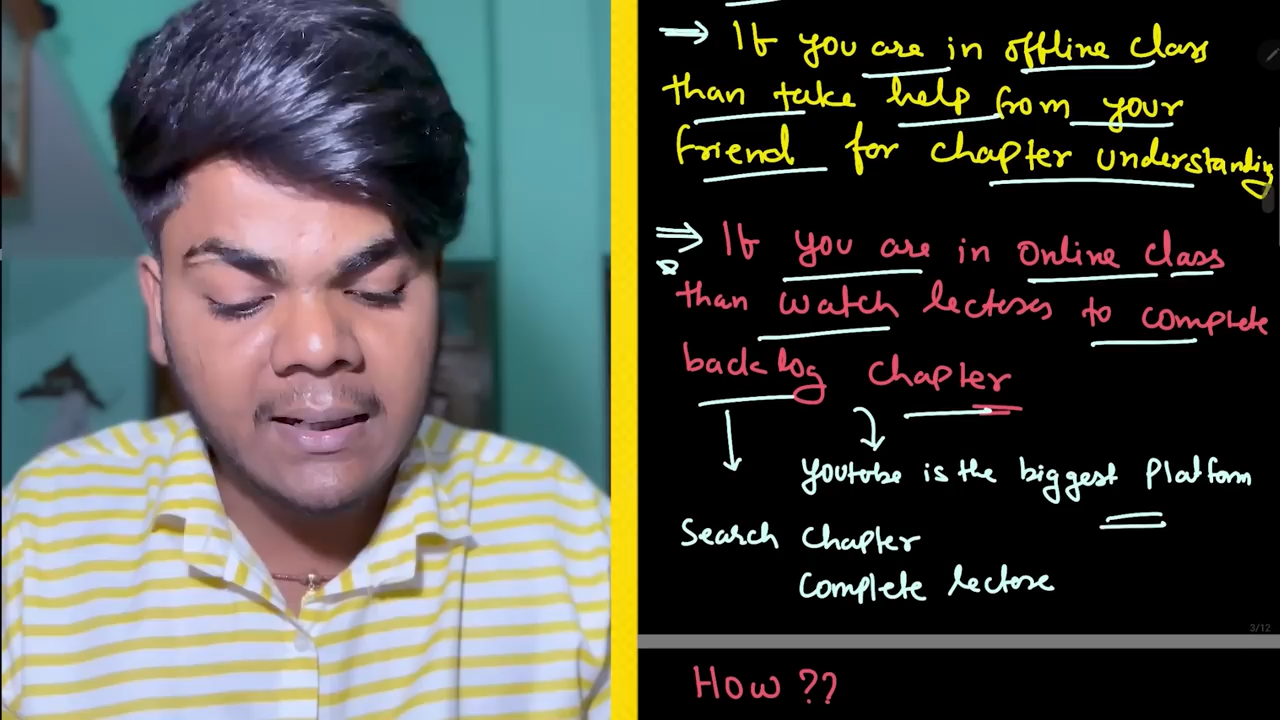 ⇒ If you are in offline class
than take help from your
friend for chapter understanding
⇒ If you are in online class
than watch lectures to complete
backlog chapter
Youtube is the biggest Platform
Search Chapter
Complete lecture
3/12
How ??